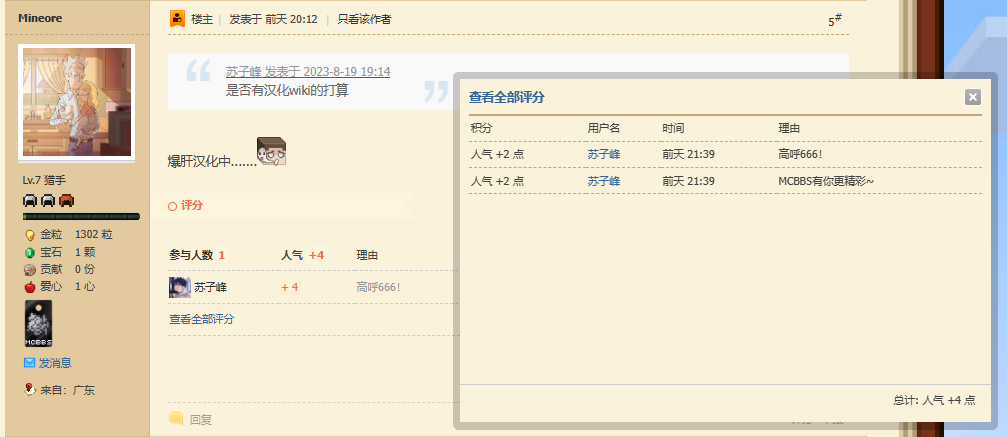 Mineore
楼主 | 发表于 前天 20:12 | 只看该作者
5#
苏子峰 发表于 2023-8-19 19:14
是否有汉化wiki的打算
爆肝汉化中.......
Lv.7 猎手
金粒 1302 粒
宝石 1 颗
贡献 0 份
爱心 1 心
MCBBS
发消息
来自: 广东
评分
参与人数 1 人气 +4 理由
苏子峰 + 4 高呼666!
查看全部评分
回复
查看全部评分
积分 用户名 时间 理由
人气 +2 点 苏子峰 前天 21:39 高呼666!
人气 +2 点 苏子峰 前天 21:39 MCBBS有你更精彩~
总计: 人气 +4 点